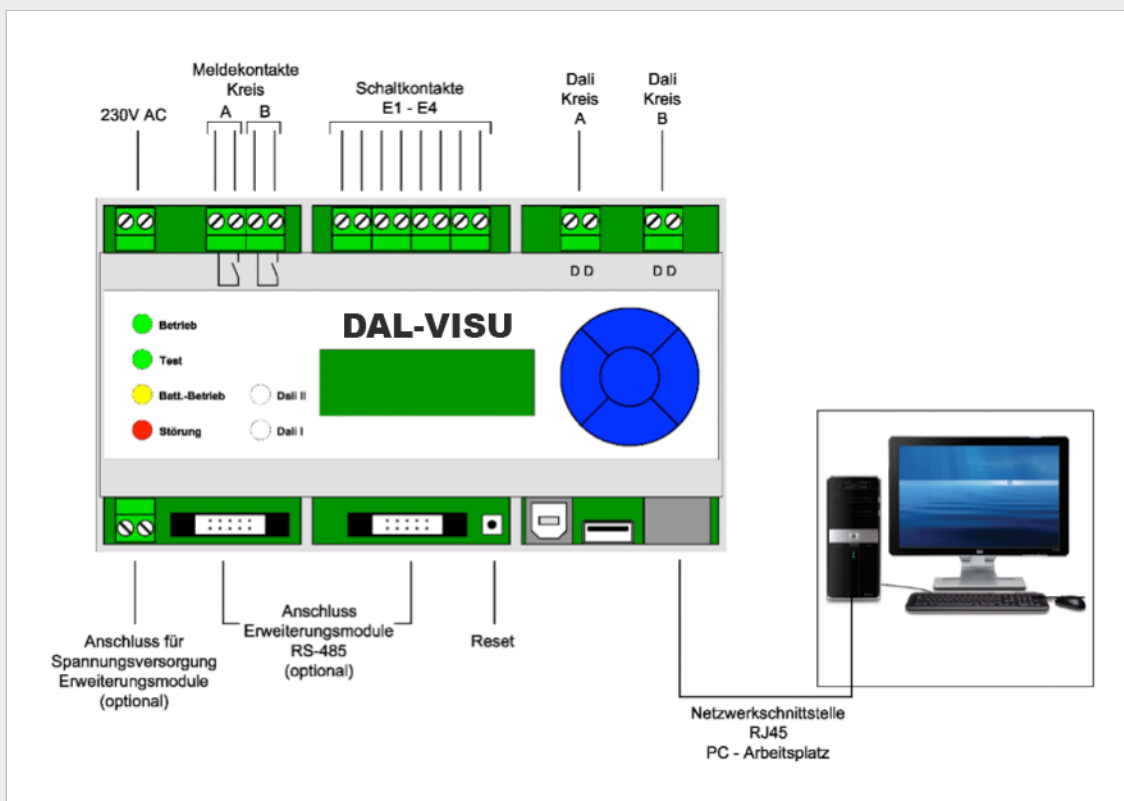 Meldekontakte
Kreis
A B
230V AC
Schaltkontakte
E1 - E4
Dali
Kreis
A
Dali
Kreis
B
D D
D D
DAL-VISU
Betrieb
Test
Batt.-Betrieb
Dali II
Störung
Dali I
Anschluss für
Spannungsversorgung
Erweiterungsmodule
(optional)
Anschluss
Erweiterungsmodule
RS-485
(optional)
Reset
Netzwerkschnittstelle
RJ45
PC - Arbeitsplatz